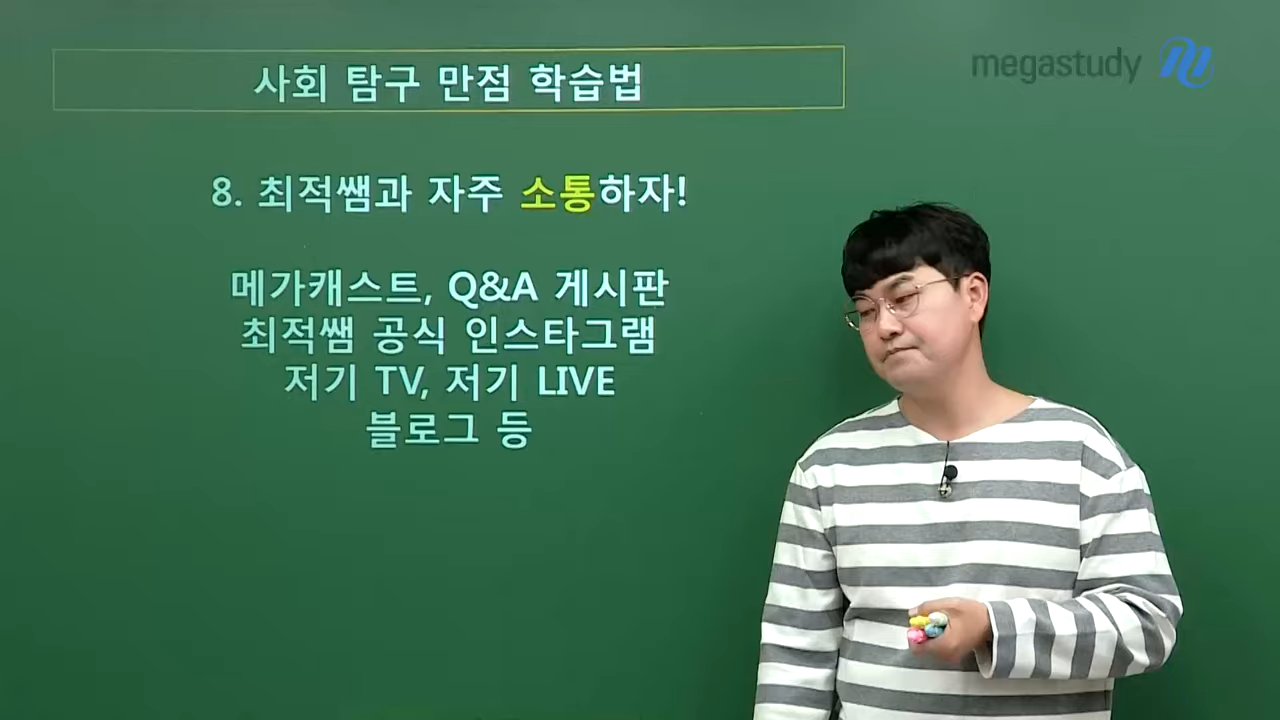 사회 탐구 만점 학습법
megastudy
8. 최적쌤과 자주 소통하자!
메가캐스트, Q&A 게시판
최적쌤 공식 인스타그램
저기 TV, 저기 LIVE
블로그 등